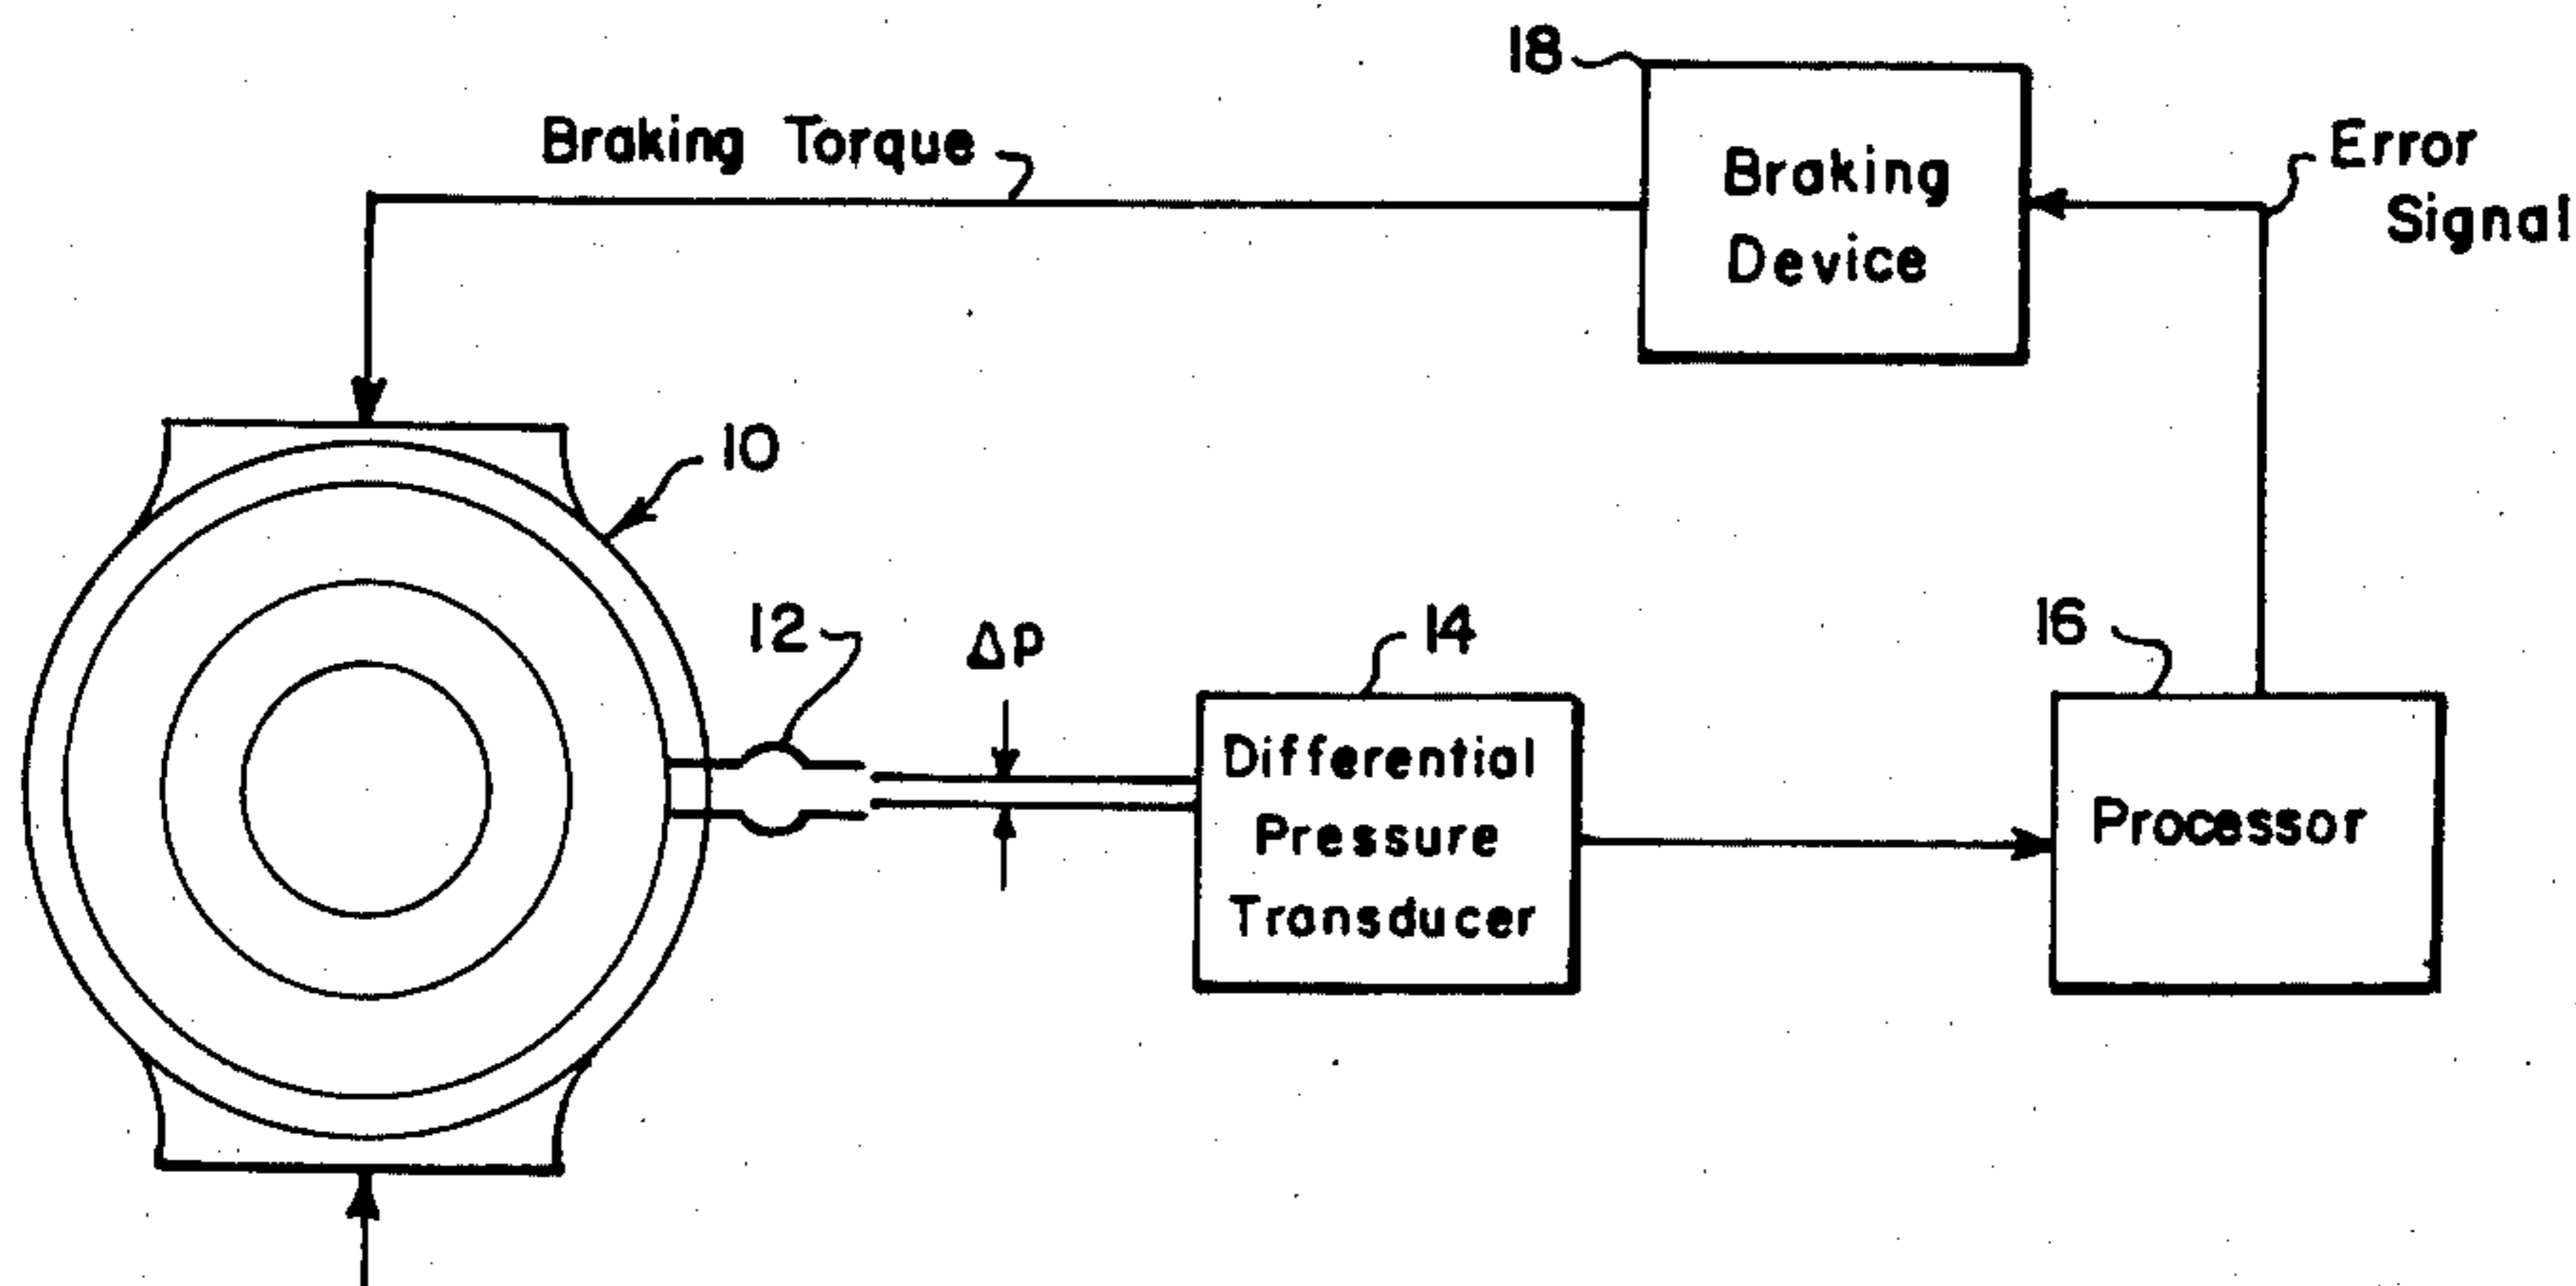 18
Braking Torque
Braking
Device
Error
Signal
10
12
Δp
14
16
Differential
Pressure
Transducer
Processor